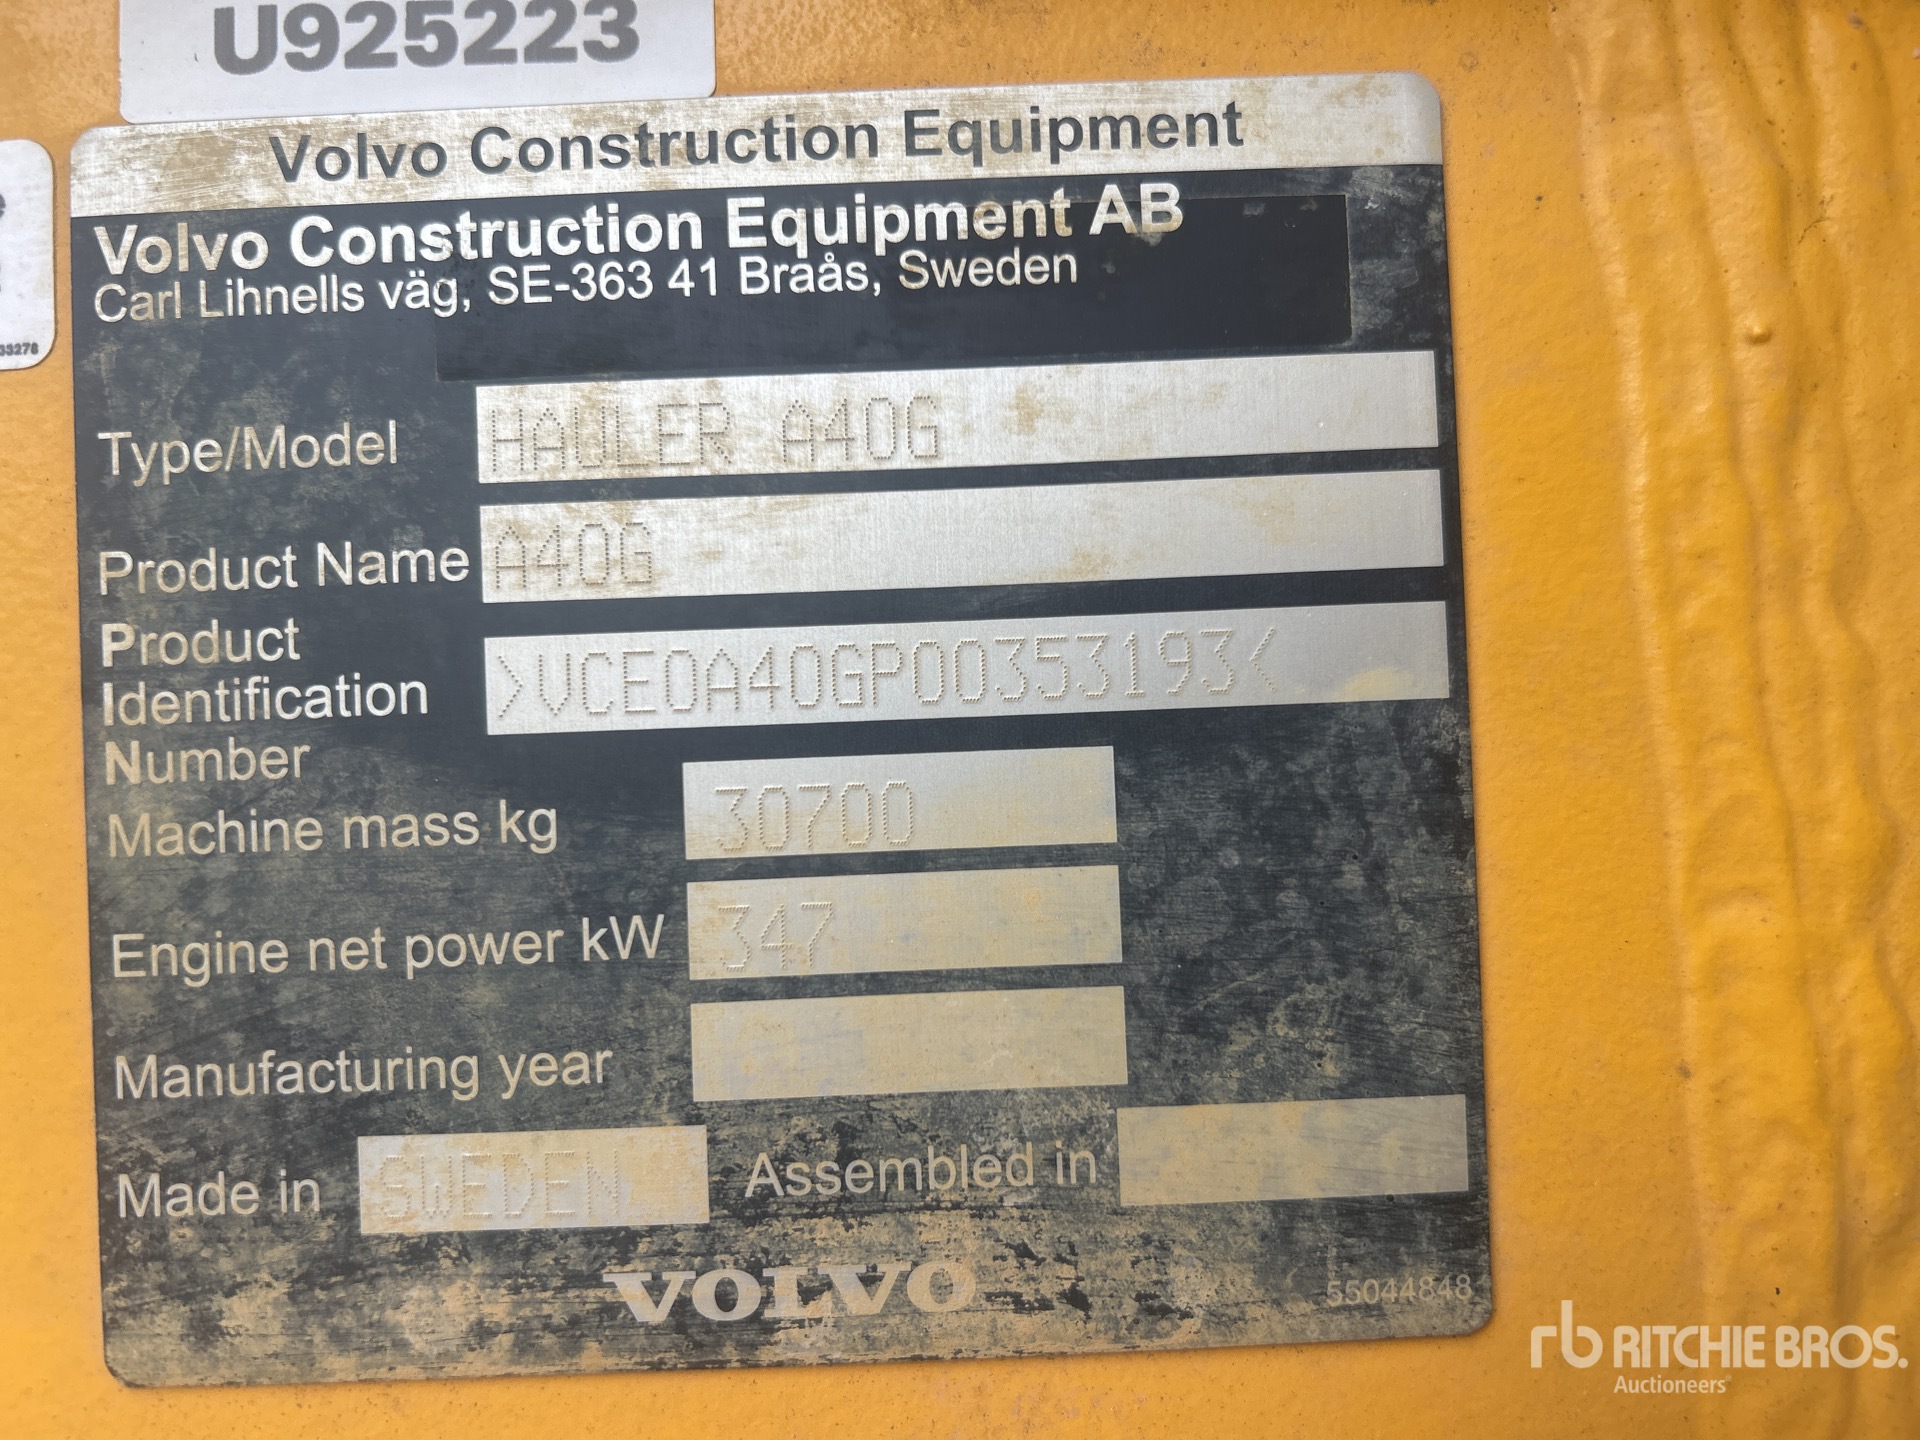 U925223
Volvo Construction Equipment
Volvo Construction Equipment AB
Carl Lihnells väg, SE-363 41 Braås, Sweden
33276
Type/Model HAULER A40G
Product Name A40G
Product
Identification >VCE0A40GP00353193<
Number
Machine mass kg 30700
Engine net power kW 347
Manufacturing year
Made in SWEDEN Assembled in
VOLVO
55044848
rb RITCHIE BROS.
Auctioneers